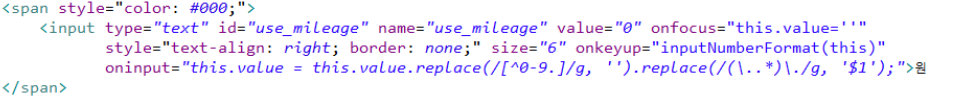 <span style="color: #000;">
<input type="text" id="use_mileage" name="use_mileage" value="0" onfocus="this.value=''"
style="text-align: right; border: none;" size="6" onkeyup="inputNumberFormat(this)"
oninput="this.value = this.value.replace(/[^0-9.]/g, '').replace(/(\..*)\./g, '$1');">원
</span>